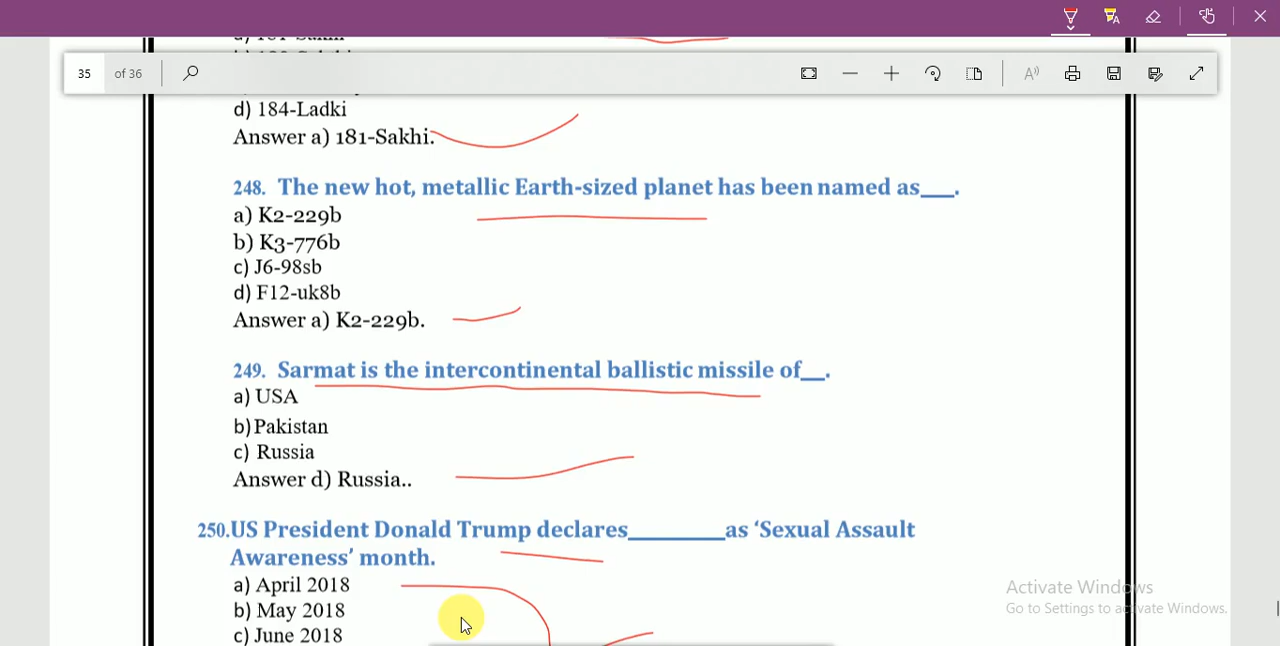 35 of 36
d) 184-Ladki
Answer a) 181-Sakhi.
248. The new hot, metallic Earth-sized planet has been named as___.
a) K2-229b
b) K3-776b
c) J6-98sb
d) F12-uk8b
Answer a) K2-229b.
249. Sarmat is the intercontinental ballistic missile of__.
a) USA
b) Pakistan
c) Russia
Answer d) Russia..
250.US President Donald Trump declares________as ‘Sexual Assault
Awareness’ month.
a) April 2018
b) May 2018
c) June 2018
Activate Windows
Go to Settings to activate Windows.